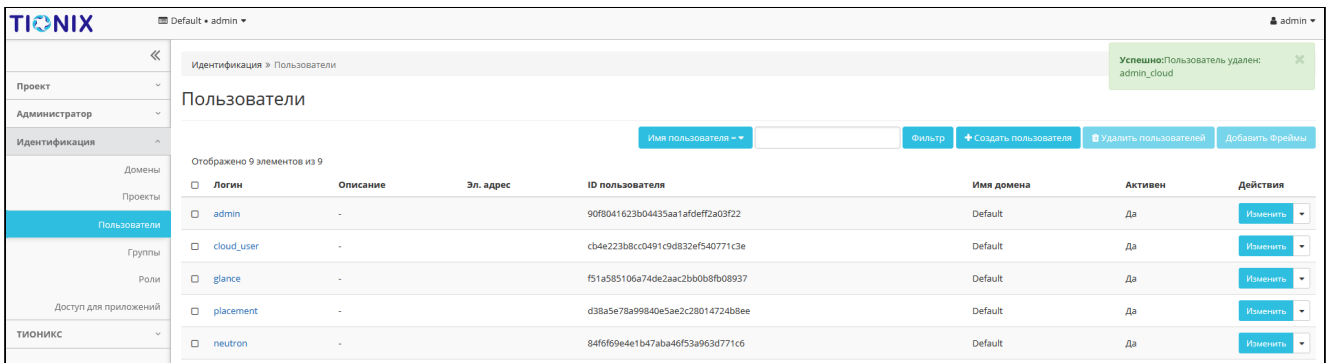 TIONIX
Default • admin
admin
Идентификация » Пользователи
Успешно:Пользователь удален:
admin_cloud
Проект
Администратор
Идентификация
Домены
Проекты
Пользователи
Группы
Роли
Доступ для приложений
ТИОНИКС
Пользователи
Имя пользователя =
Фильтр
+ Создать пользователя
Удалить пользователей
Добавить Фреймы
Отображено 9 элементов из 9
Логин Описание Эл. адрес ID пользователя Имя домена Активен Действия
admin - 90f8041623b04435aa1afdeff2a03f22 Default Да Изменить
cloud_user - cb4e223b8cc0491c9d832ef540771c3e Default Да Изменить
glance - f51a585106a74de2aac2bb0b8fb08937 Default Да Изменить
placement - d38a5e78a99840e5ae2c28014724b8ee Default Да Изменить
neutron - 84f6f69e4e1b47aba46f53a963d771c6 Default Да Изменить